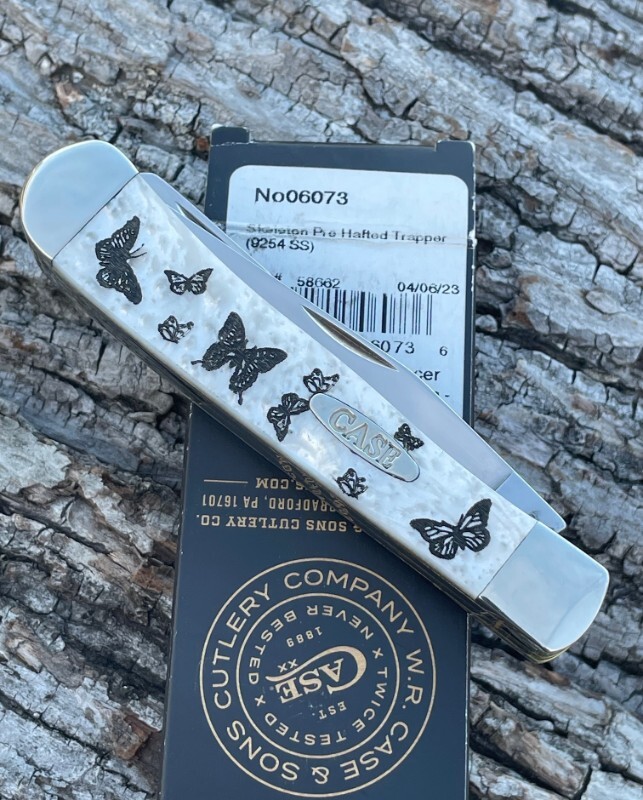 No06073
Skeleton Pre Hafted Trapper
(9254 SS)
# 58662 04/06/23
6073 6
CASE
& SONS CUTLERY CO.
BRADFORD, PA 16701
W.R. CASE & SONS CUTLERY COMPANY
TWICE TESTED x NEVER BESTED x
EST.
CASE
XX
1889